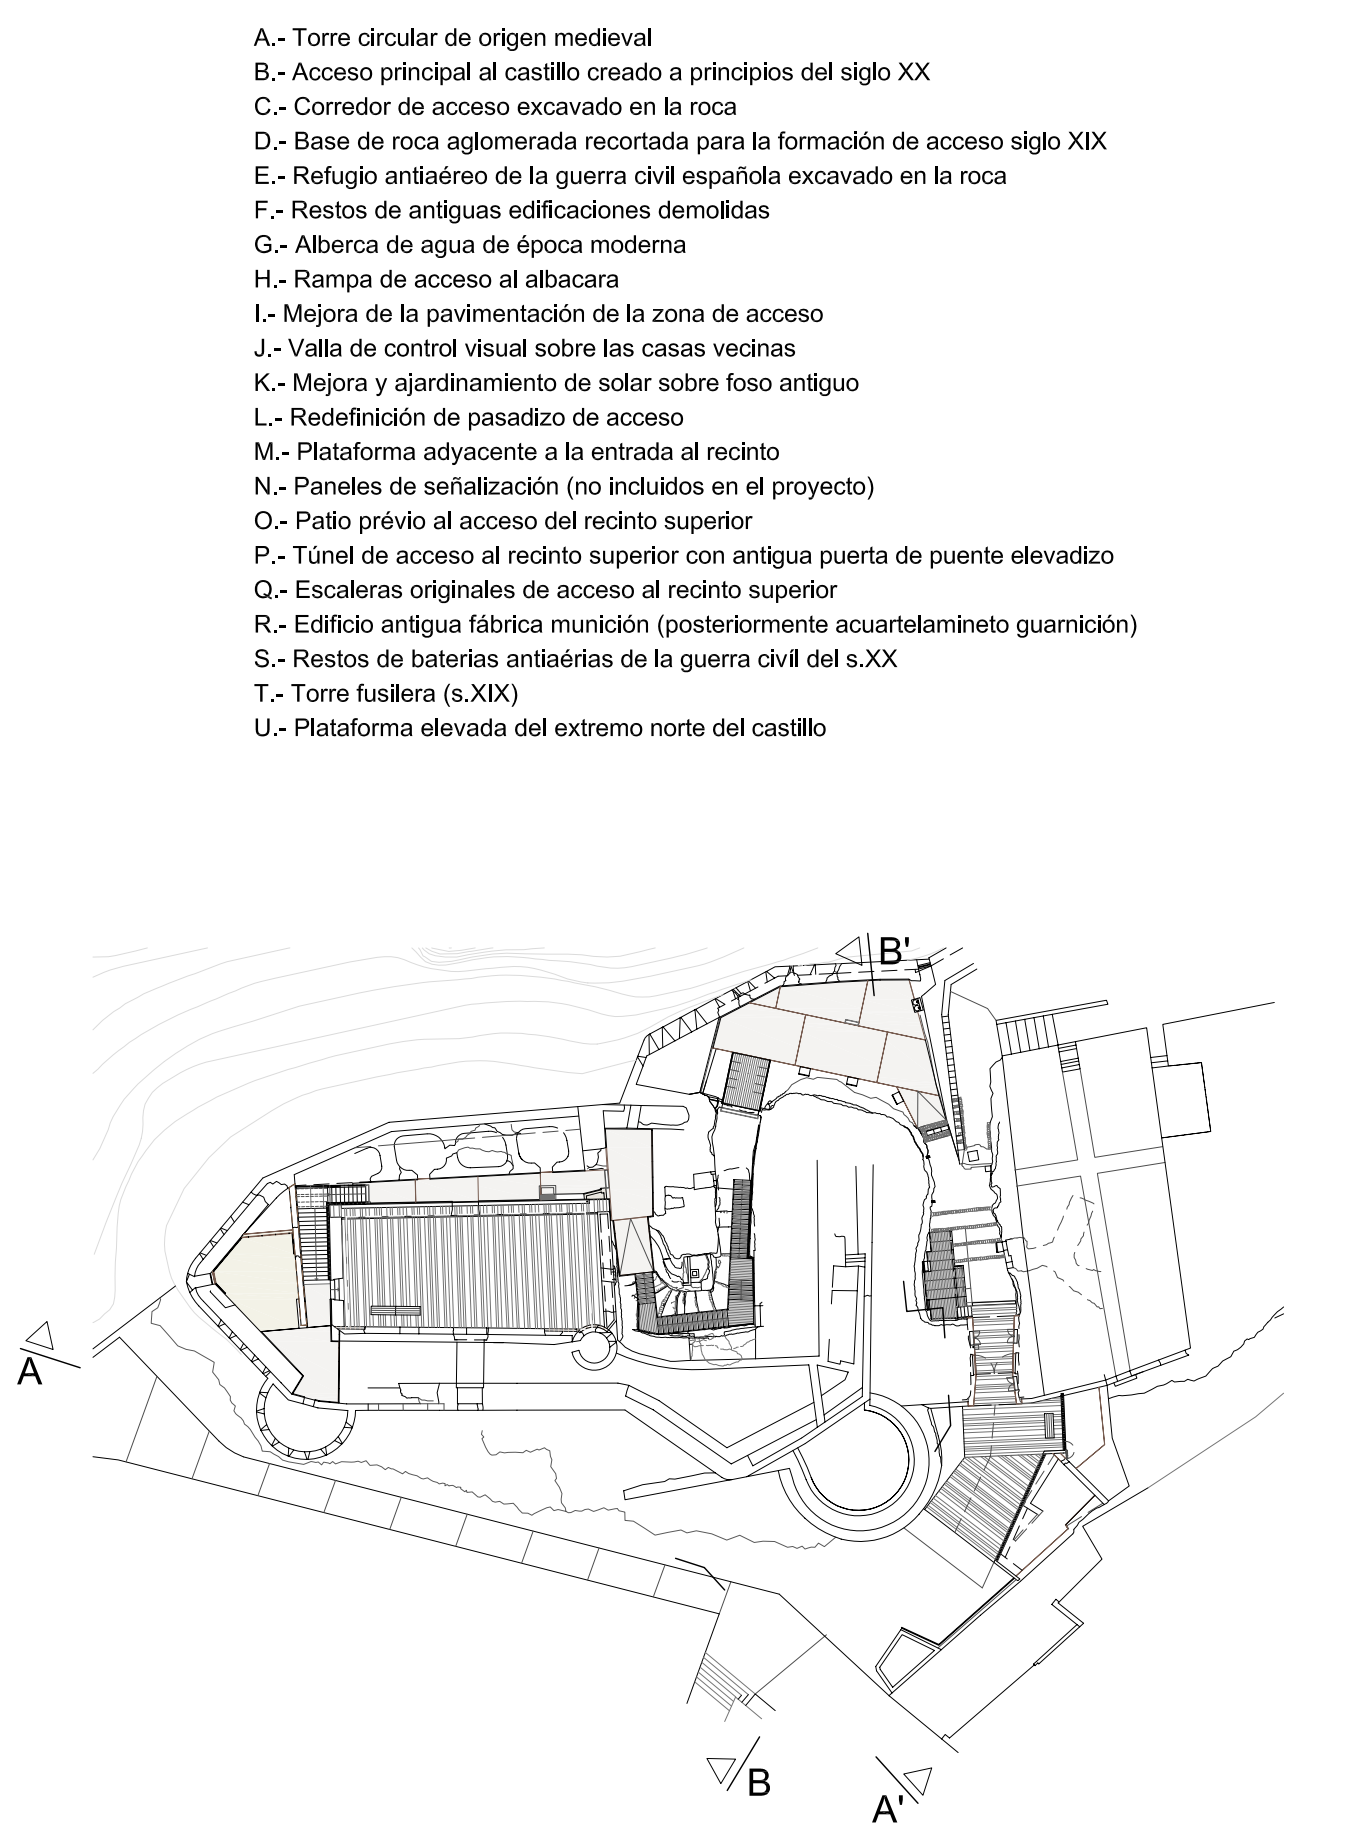 A.- Torre circular de origen medieval
B.- Acceso principal al castillo creado a principios del siglo XX
C.- Corredor de acceso excavado en la roca
D.- Base de roca aglomerada recortada para la formación de acceso siglo XIX
E.- Refugio antiaéreo de la guerra civil española excavado en la roca
F.- Restos de antiguas edificaciones demolidas
G.- Alberca de agua de época moderna
H.- Rampa de acceso al albacara
I.- Mejora de la pavimentación de la zona de acceso
J.- Valla de control visual sobre las casas vecinas
K.- Mejora y ajardinamiento de solar sobre foso antiguo
L.- Redefinición de pasadizo de acceso
M.- Plataforma adyacente a la entrada al recinto
N.- Paneles de señalización (no incluidos en el proyecto)
O.- Patio prévio al acceso del recinto superior
P.- Túnel de acceso al recinto superior con antigua puerta de puente elevadizo
Q.- Escaleras originales de acceso al recinto superior
R.- Edificio antigua fábrica munición (posteriormente acuartelamineto guarnición)
S.- Restos de baterias antiaérias de la guerra civíl del s.XX
T.- Torre fusilera (s.XIX)
U.- Plataforma elevada del extremo norte del castillo
B'
A
B
A'